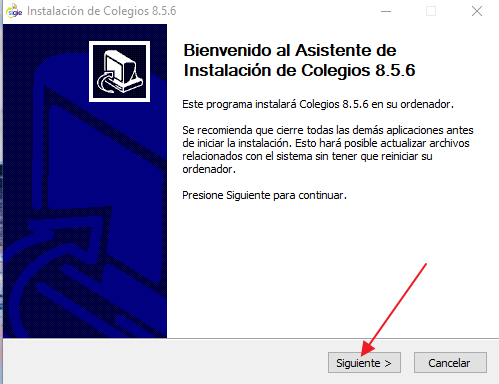 sigie
Instalación de Colegios 8.5.6
Bienvenido al Asistente de
Instalación de Colegios 8.5.6
Este programa instalará Colegios 8.5.6 en su ordenador.
Se recomienda que cierre todas las demás aplicaciones antes
de iniciar la instalación. Esto hará posible actualizar archivos
relacionados con el sistema sin tener que reiniciar su
ordenador.
Presione Siguiente para continuar.
Siguiente >
Cancelar